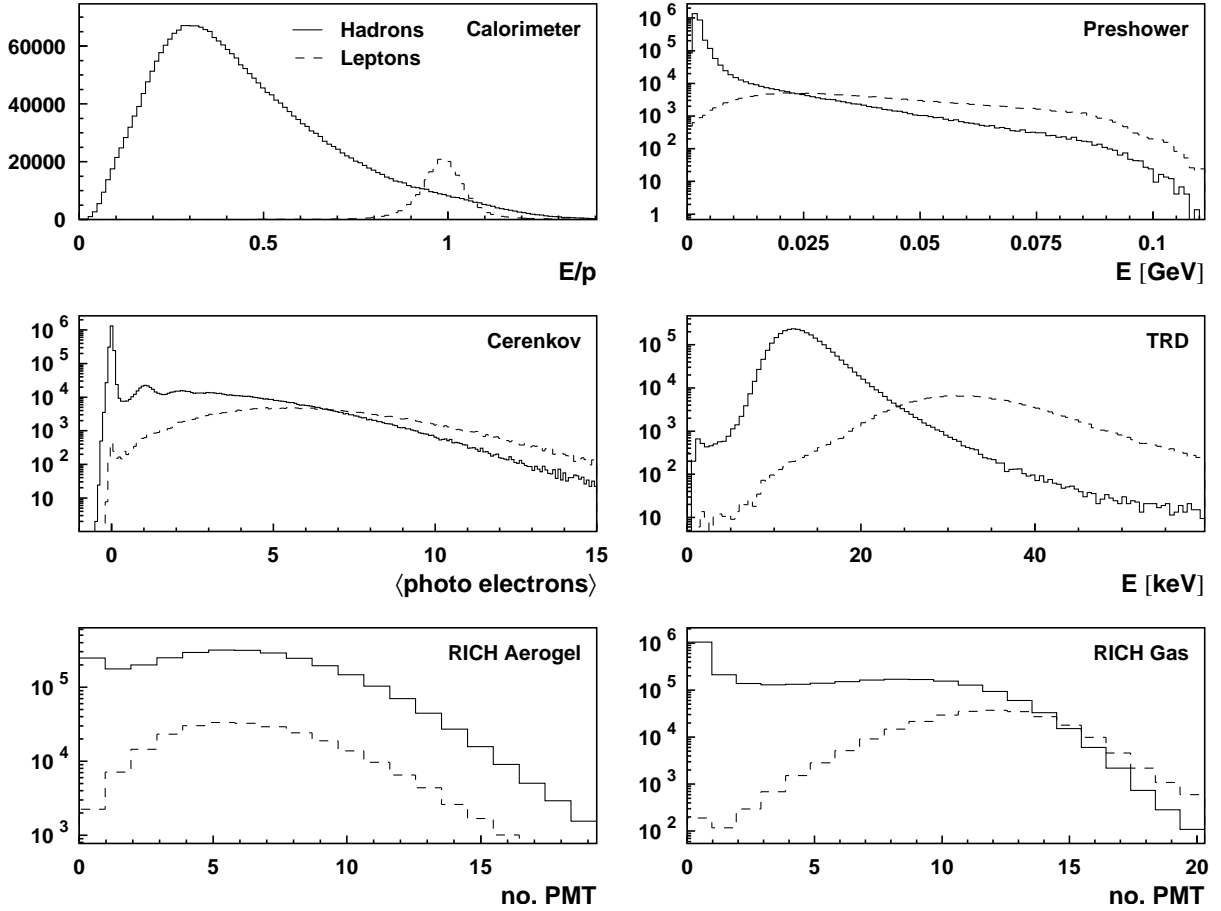 Calorimeter
Hadrons
Leptons
60000
40000
20000
0
0 0.5 1
E/p
Preshower
10^6
10^5
10^4
10^3
10^2
10
1
0 0.025 0.05 0.075 0.1
E [GeV]
Cerenkov
10^6
10^5
10^4
10^3
10^2
10
0 5 10 15
⟨photo electrons⟩
TRD
10^5
10^4
10^3
10^2
10
0 20 40
E [keV]
RICH Aerogel
10^5
10^4
10^3
0 5 10 15
no. PMT
RICH Gas
10^6
10^5
10^4
10^3
10^2
0 5 10 15 20
no. PMT